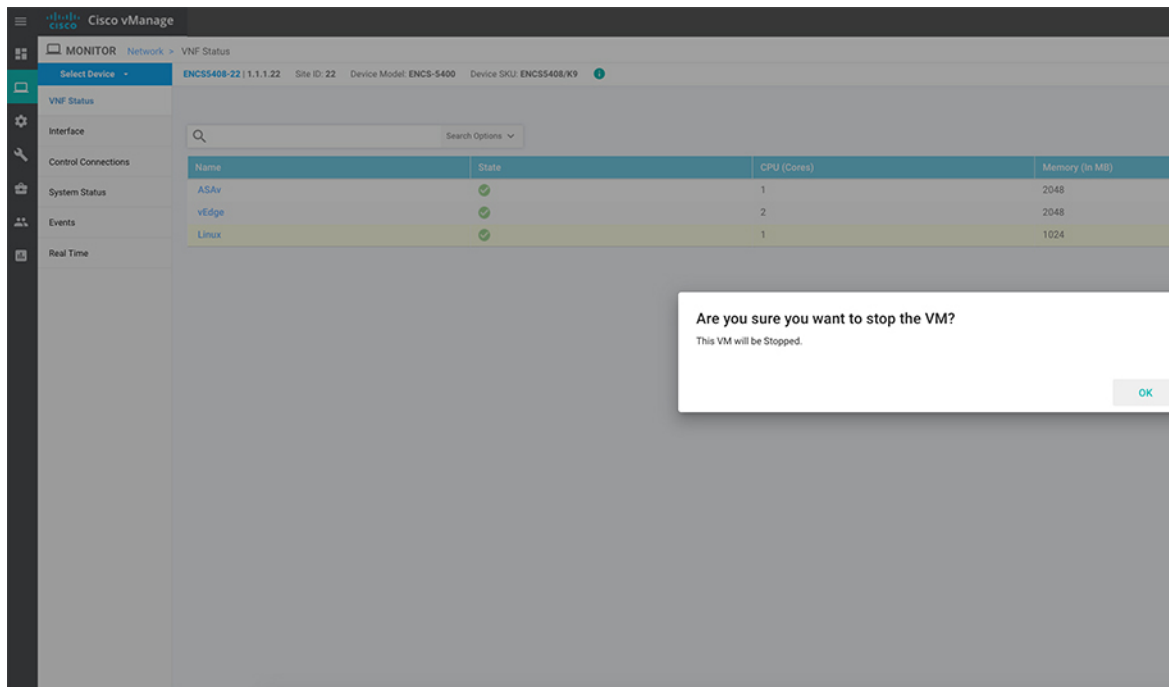 cisco Cisco vManage
MONITOR Network > VNF Status
Select Device
ENCS5408-22 | 1.1.1.22 Site ID: 22 Device Model: ENCS-5400 Device SKU: ENCS5408/K9
VNF Status
Interface
Control Connections
System Status
Events
Real Time
Search Options
Name State CPU (Cores) Memory (in MB)
ASAv 1 2048
vEdge 2 2048
Linux 1 1024
Are you sure you want to stop the VM?
This VM will be Stopped.
OK